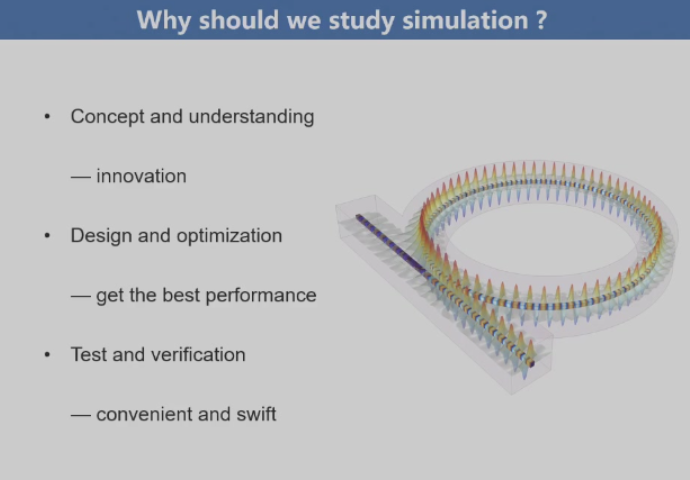 Why should we study simulation ?
• Concept and understanding
— innovation
• Design and optimization
— get the best performance
• Test and verification
— convenient and swift